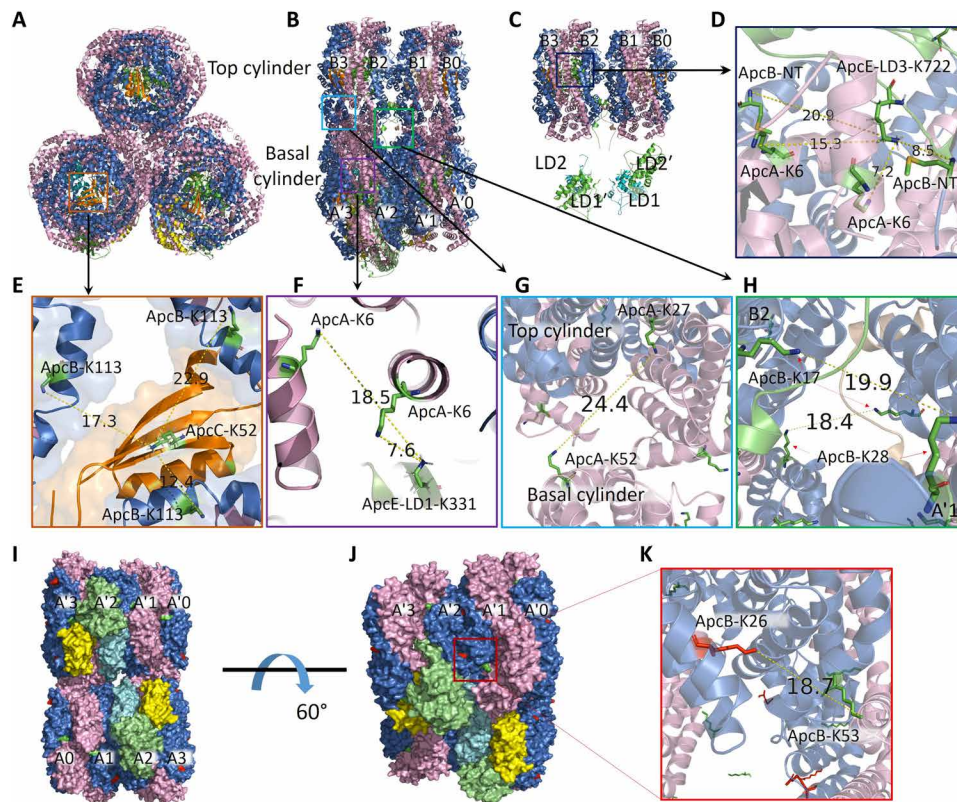 A
B
C
D
Top cylinder
B3
B2
B1
B0
B3
B2
B1
B0
ApcB-NT
ApcE-LD3-K722
20.9
15.3
8.5
7.2
ApcA-K6
ApcB-NT
ApcA-K6
Basal
cylinder
A'3
A'2
A'1
A'0
LD2
LD2'
LD1
LD1
E
ApcB-K113
ApcB-K113
22.9
17.3
ApcC-K52
12.4
ApcB-K113
F
ApcA-K6
18.5
ApcA-K6
7.6
ApcE-LD1-K331
G
ApcA-K27
Top cylinder
24.4
ApcA-K52
Basal cylinder
H
B2
ApcB-K17
19.9
18.4
ApcB-K28
A'1
I
A'3
A'2
A'1
A'0
A0
A1
A2
A3
60°
J
A'3
A'2
A'1
A'0
K
ApcB-K26
18.7
ApcB-K53